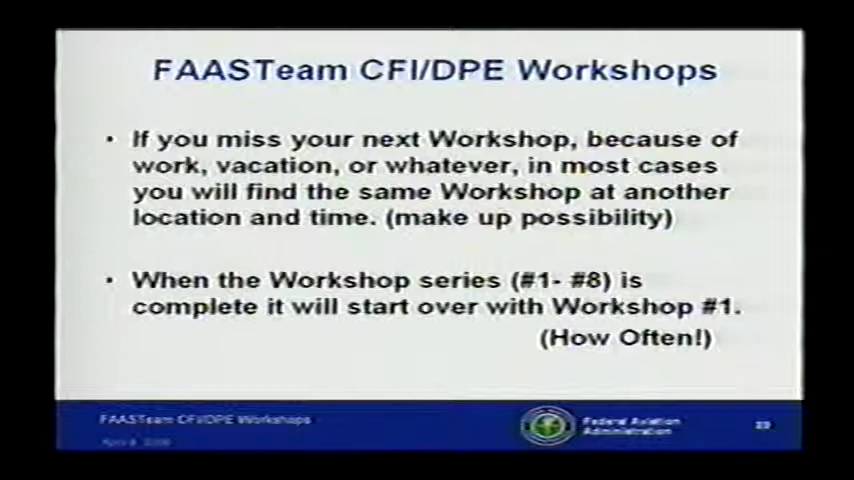 FAASTeam CFI/DPE Workshops
• If you miss your next Workshop, because of
work, vacation, or whatever, in most cases
you will find the same Workshop at another
location and time. (make up possibility)
• When the Workshop series (#1- #8) is
complete it will start over with Workshop #1.
(How Often!)
FAASTeam CFI/DPE Workshops
Federal Aviation
Administration